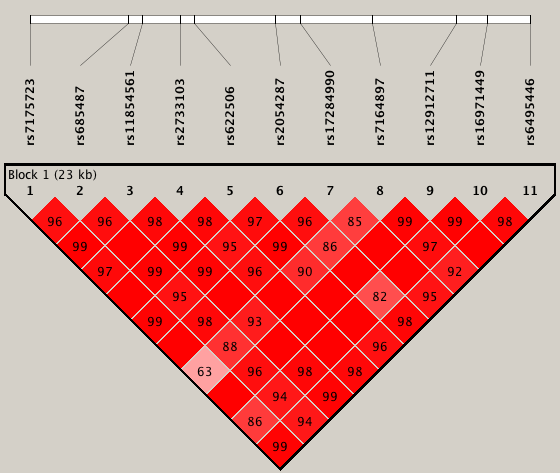 rs7175723
rs685487
rs11854561
rs2733103
rs622506
rs2054287
rs17284990
rs7164897
rs12912711
rs16971449
rs6495446
Block 1 (23 kb)
1 2 3 4 5 6 7 8 9 10 11
96 96 98 98 97 96 85 99 99 98
99 99 95 99 86 97
97 99 99 96 90 92
95 82 95
99 98 93 98
88 96
63 96 98 98
94 99
86 94
99